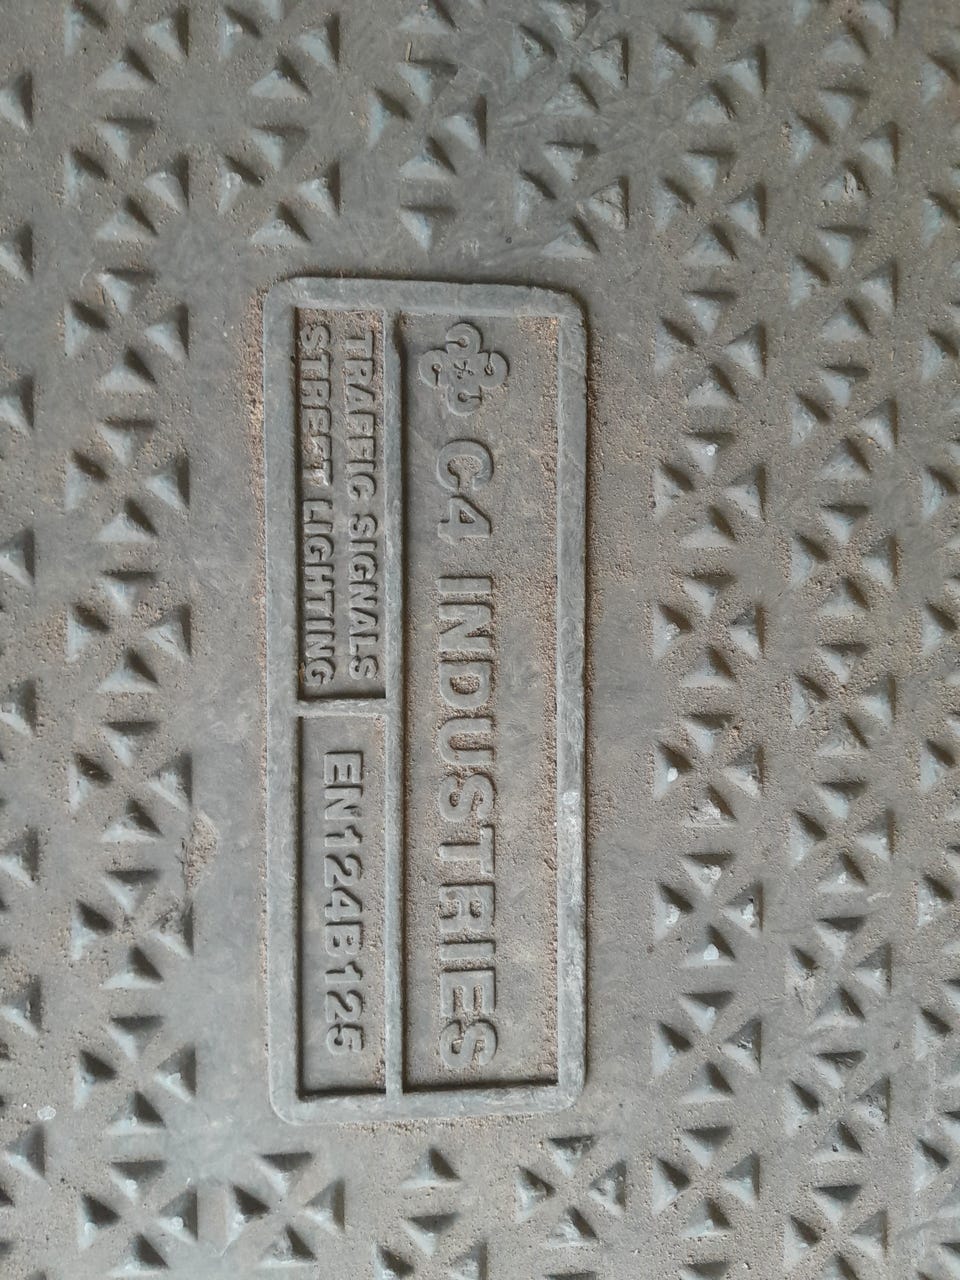 C4 INDUSTRIES
TRAFFIC SIGNALS
STREET LIGHTING
EN124B125